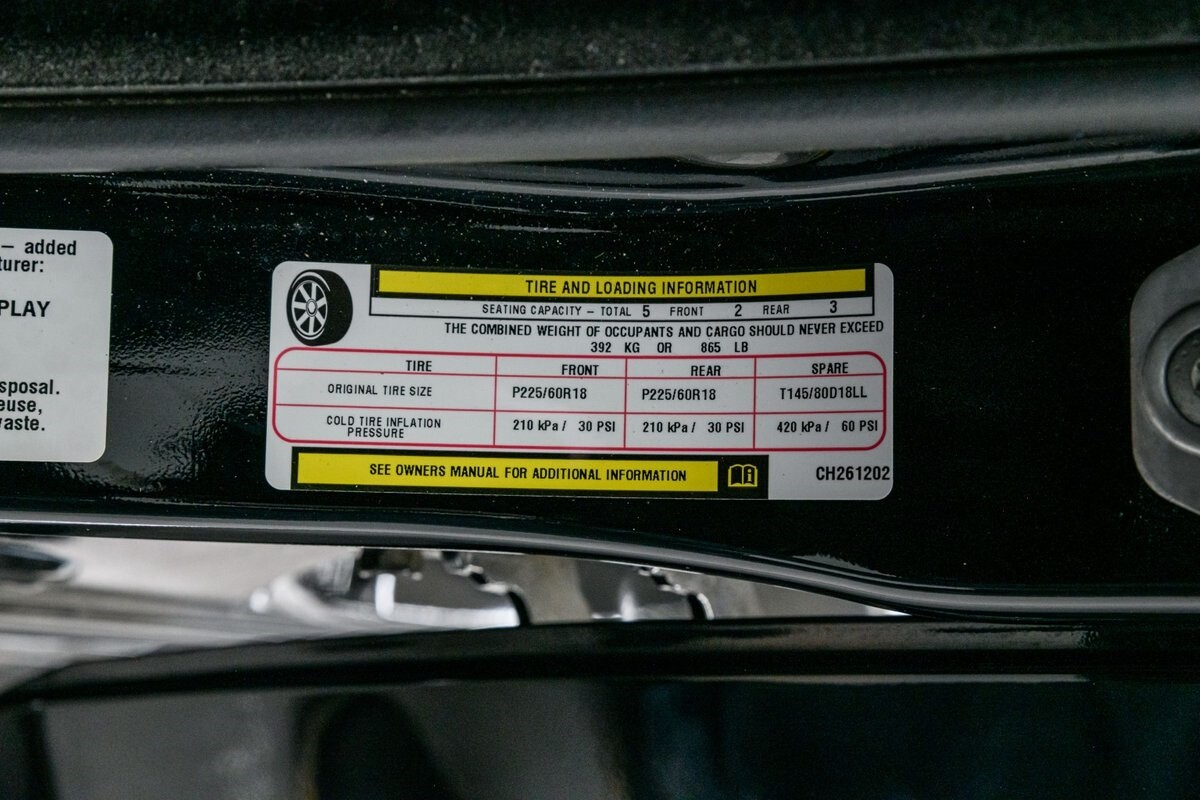 – added
turer:
PLAY
sposal.
euse,
vaste.
TIRE AND LOADING INFORMATION
SEATING CAPACITY – TOTAL 5 FRONT 2 REAR 3
THE COMBINED WEIGHT OF OCCUPANTS AND CARGO SHOULD NEVER EXCEED
392 KG OR 865 LB
TIRE FRONT REAR SPARE
ORIGINAL TIRE SIZE P225/60R18 P225/60R18 T145/80D18LL
COLD TIRE INFLATION PRESSURE 210 kPa / 30 PSI 210 kPa / 30 PSI 420 kPa / 60 PSI
SEE OWNERS MANUAL FOR ADDITIONAL INFORMATION
CH261202